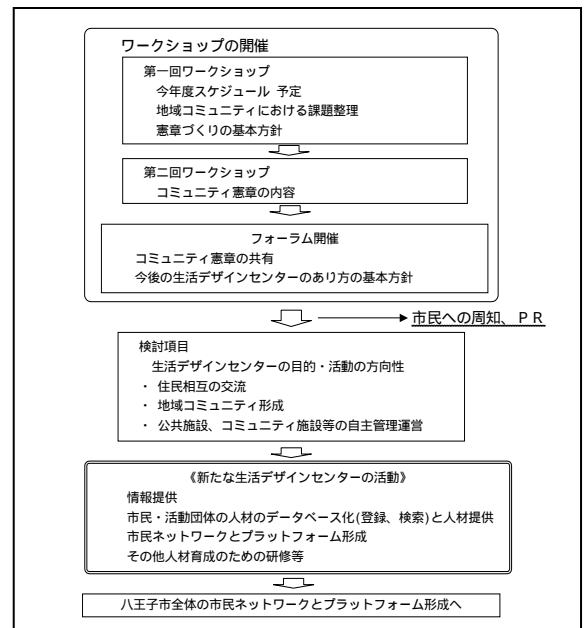 ワークショップの開催
第一回ワークショップ
今年度スケジュール 予定
地域コミュニティにおける課題整理
憲章づくりの基本方針
第二回ワークショップ
コミュニティ憲章の内容
フォーラム開催
コミュニティ憲章の共有
今後の生活デザインセンターのあり方の基本方針
市民への周知、ＰＲ
検討項目
生活デザインセンターの目的・活動の方向性
・ 住民相互の交流
・ 地域コミュニティ形成
・ 公共施設、コミュニティ施設等の自主管理運営
《新たな生活デザインセンターの活動》
情報提供
市民・活動団体の人材のデータベース化(登録、検索)と人材提供
市民ネットワークとプラットフォーム形成
その他人材育成のための研修等
八王子市全体の市民ネットワークとプラットフォーム形成へ